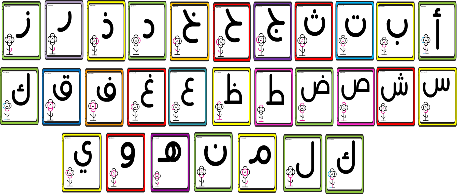 أ ب ت ث ج ح خ د ذ ر ز
س ش ص ض ط ظ ع غ ف ق ك
ك ل م ن هـ و ي